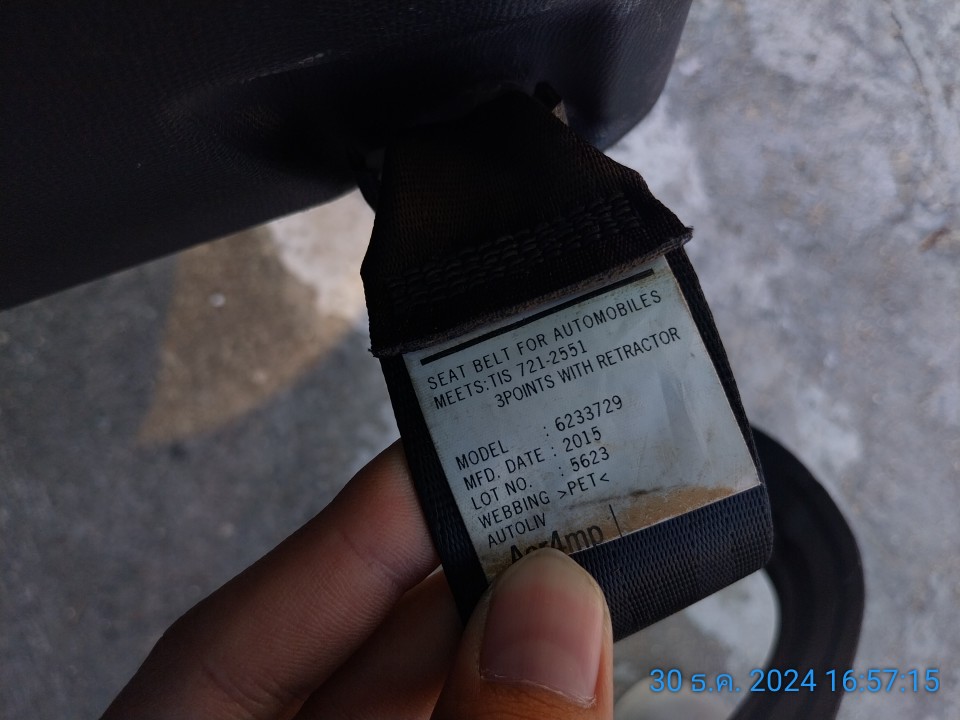 SEAT BELT FOR AUTOMOBILES
MEETS:TIS 721-2551
3POINTS WITH RETRACTOR
MODEL : 6233729
MFD. DATE : 2015
LOT NO. : 5623
WEBBING >PET<
AUTOLIV
30 ธ.ค. 2024 16:57:15